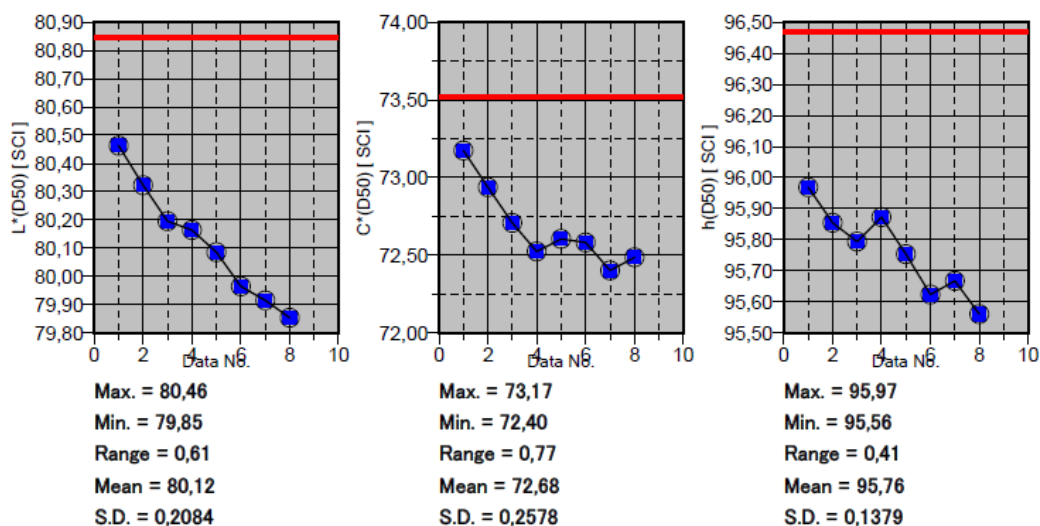 L*(D50) [ SCI ]
80,90
80,80
80,70
80,60
80,50
80,40
80,30
80,20
80,10
80,00
79,90
79,80
0 2 4 6 8 10
Data No.
Max. = 80,46
Min. = 79,85
Range = 0,61
Mean = 80,12
S.D. = 0,2084
C*(D50) [ SCI ]
74,00
73,50
73,00
72,50
72,00
0 2 4 6 8 10
Data No.
Max. = 73,17
Min. = 72,40
Range = 0,77
Mean = 72,68
S.D. = 0,2578
h(D50) [ SCI ]
96,50
96,40
96,30
96,20
96,10
96,00
95,90
95,80
95,70
95,60
95,50
0 2 4 6 8 10
Data No.
Max. = 95,97
Min. = 95,56
Range = 0,41
Mean = 95,76
S.D. = 0,1379